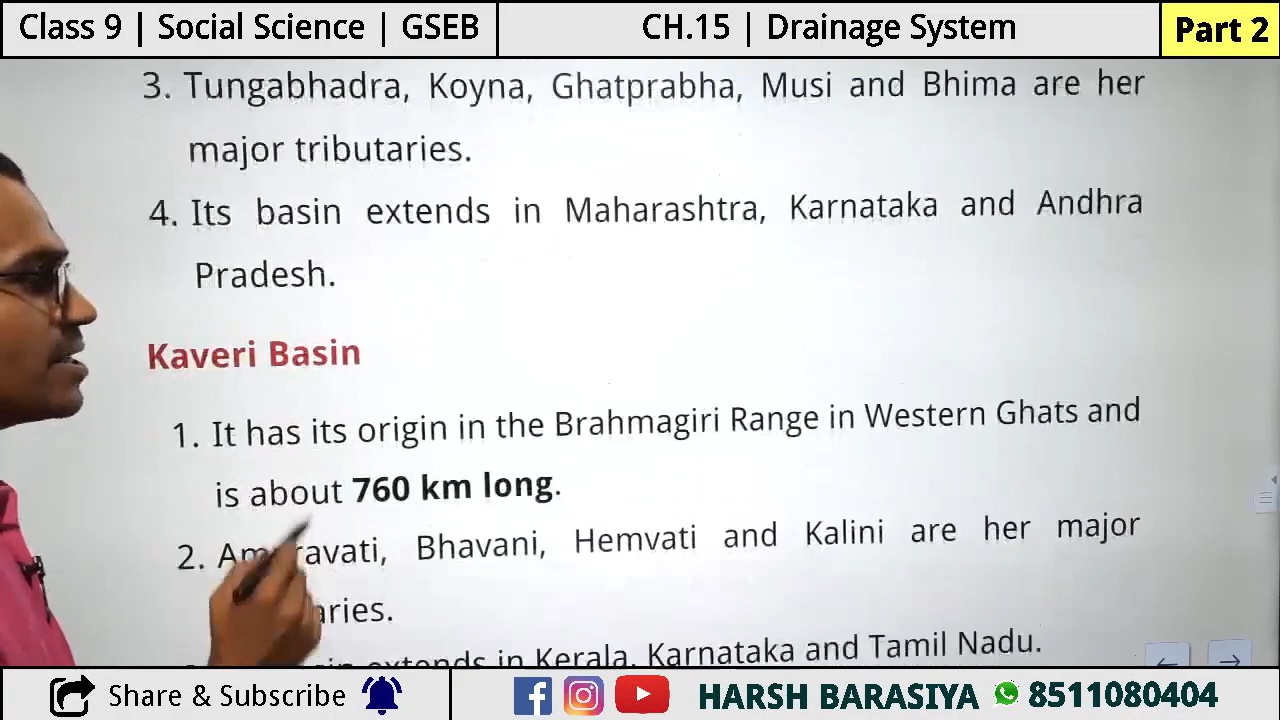 Class 9 | Social Science | GSEB
CH.15 | Drainage System
Part 2
3. Tungabhadra, Koyna, Ghatprabha, Musi and Bhima are her
major tributaries.
4. Its basin extends in Maharashtra, Karnataka and Andhra
Pradesh.
Kaveri Basin
1. It has its origin in the Brahmagiri Range in Western Ghats and
is about 760 km long.
2. Bhavani, Hemvati and Kalini are her major
extends in Kerala, Karnataka and Tamil Nadu.
Share & Subscribe
HARSH BARASIYA 8511080404